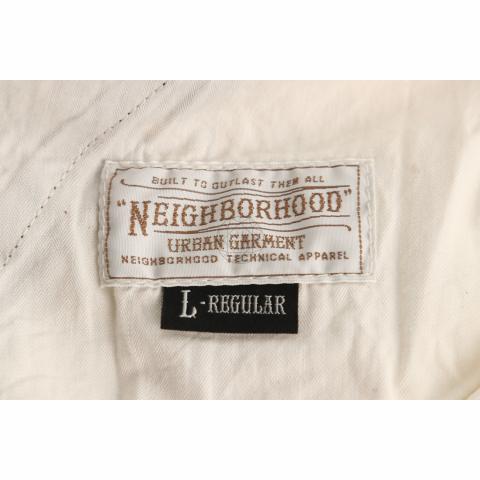 BUILT TO OUTLAST THEM ALL
"NEIGHBORHOOD"
URBAN GARMENT
NEIGHBORHOOD TECHNICAL APPAREL
L-REGULAR